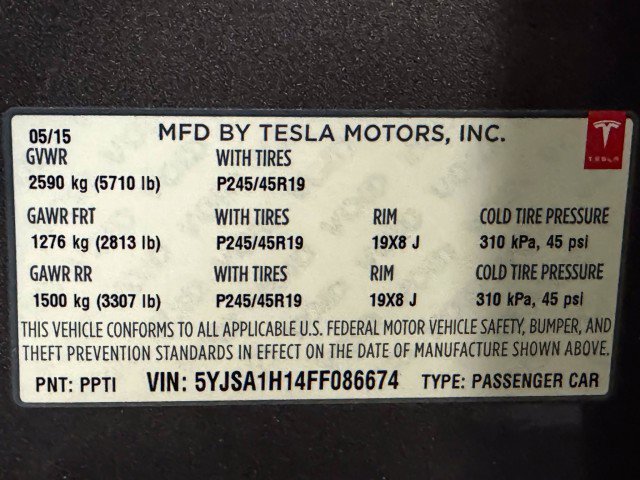 05/15 MFD BY TESLA MOTORS, INC.
TESLA
GVWR WITH TIRES
2590 kg (5710 lb) P245/45R19
GAWR FRT WITH TIRES RIM COLD TIRE PRESSURE
1276 kg (2813 lb) P245/45R19 19X8 J 310 kPa, 45 psi
GAWR RR WITH TIRES RIM COLD TIRE PRESSURE
1500 kg (3307 lb) P245/45R19 19X8 J 310 kPa, 45 psi
THIS VEHICLE CONFORMS TO ALL APPLICABLE U.S. FEDERAL MOTOR VEHICLE SAFETY, BUMPER, AND
THEFT PREVENTION STANDARDS IN EFFECT ON THE DATE OF MANUFACTURE SHOWN ABOVE.
PNT: PPTI VIN: 5YJSA1H14FF086674 TYPE: PASSENGER CAR